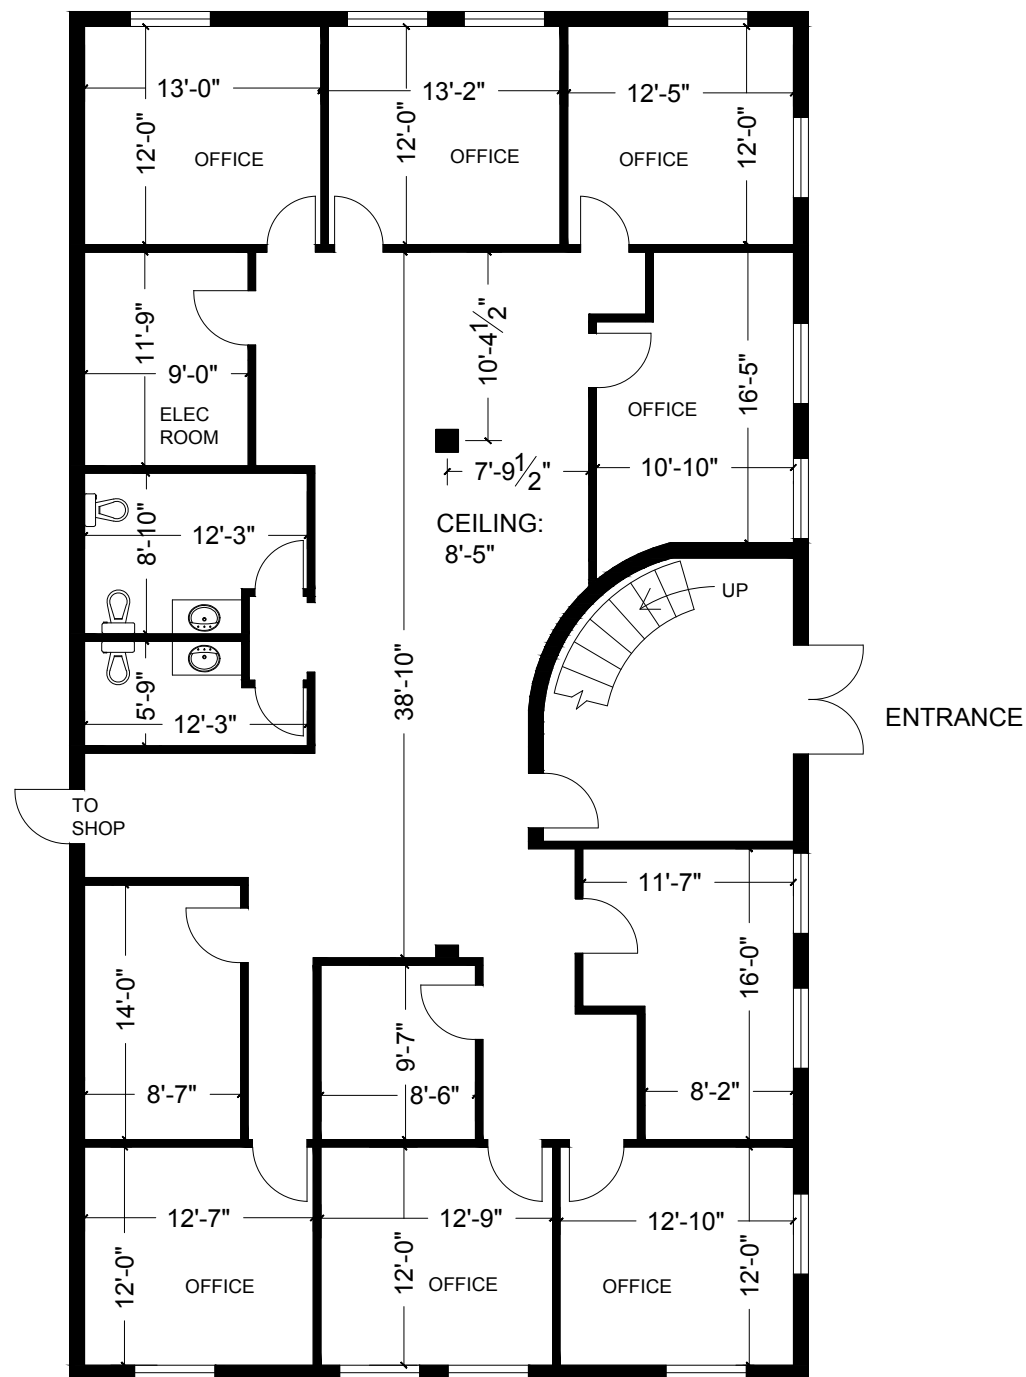 13'-0"
13'-2"
12'-5"
12'-0"
12'-0"
12'-0"
OFFICE
OFFICE
OFFICE
11'-9"
10'-4 1/2"
16'-5"
9'-0"
ELEC
ROOM
OFFICE
7'-9 1/2"
10'-10"
CEILING:
8'-5"
8'-10"
12'-3"
UP
5'-9"
12'-3"
38'-10"
ENTRANCE
TO
SHOP
11'-7"
14'-0"
16'-0"
9'-7"
8'-7"
8'-6"
8'-2"
12'-7"
12'-9"
12'-10"
12'-0"
12'-0"
12'-0"
OFFICE
OFFICE
OFFICE